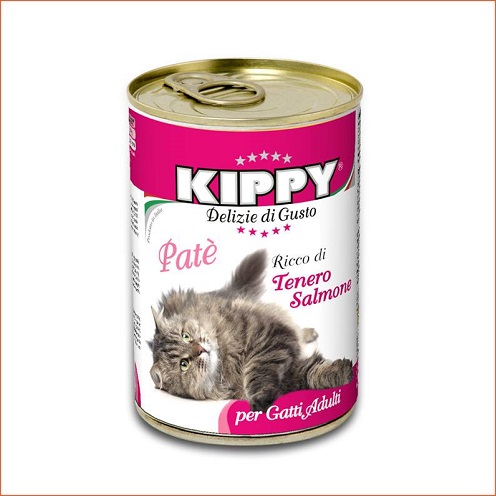 KIPPY®
Delizie di Gusto
Patè
Ricco di
Tenero
Salmone
per Gatti Adulti